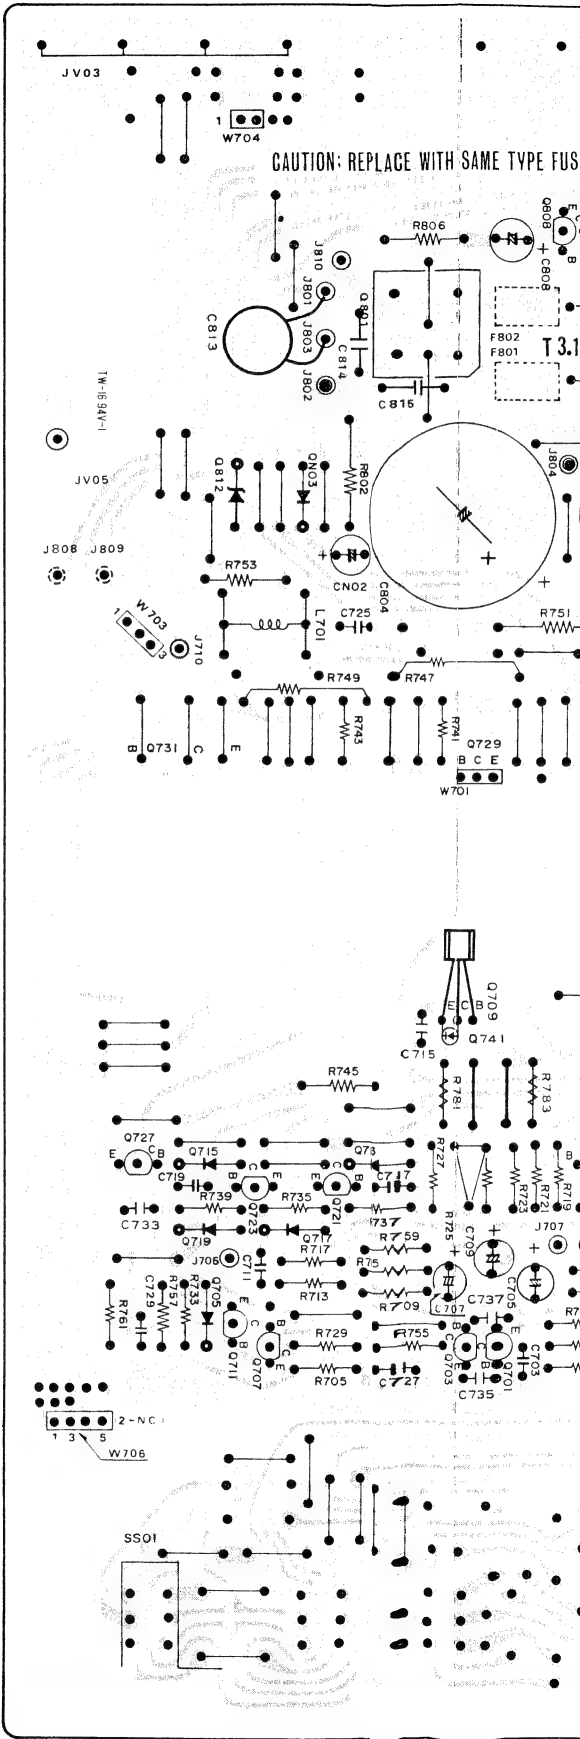 JV03
1
W704
CAUTION: REPLACE WITH SAME TYPE FUS
Q808
E
C
B
R806
+
C808
J810
J801
Q801
C813
J803
C814
F802
F801
T 3.1
J802
C815
TW-1694V-1
JV05
Q812
QN03
R802
J804
J808
J809
+
CN02
C804
+
+
R753
1
W703
3
J710
L701
C725
R751
R749
R747
R743
R741
B
Q731
C
E
Q729
B C E
W701
Q709
E C B
Q741
C715
R745
R781
R783
Q727
E
C
B
Q715
C719
B
C
E
C
B
E
C717
R727
B
R739
R735
Q721
R723
R721
R719
C733
Q723
Q719
Q717
R717
J706
C711
R759
R725
C709
J707
+
+
+
R713
R709
C707
C737
C705
R761
C729
R757
R733
Q705
E
C
B
Q711
B
C
E
Q707
R729
R755
R705
C727
B
C
E
Q703
E
C
B
Q701
C703
C735
2-NC
1 3 5
W706
SS01